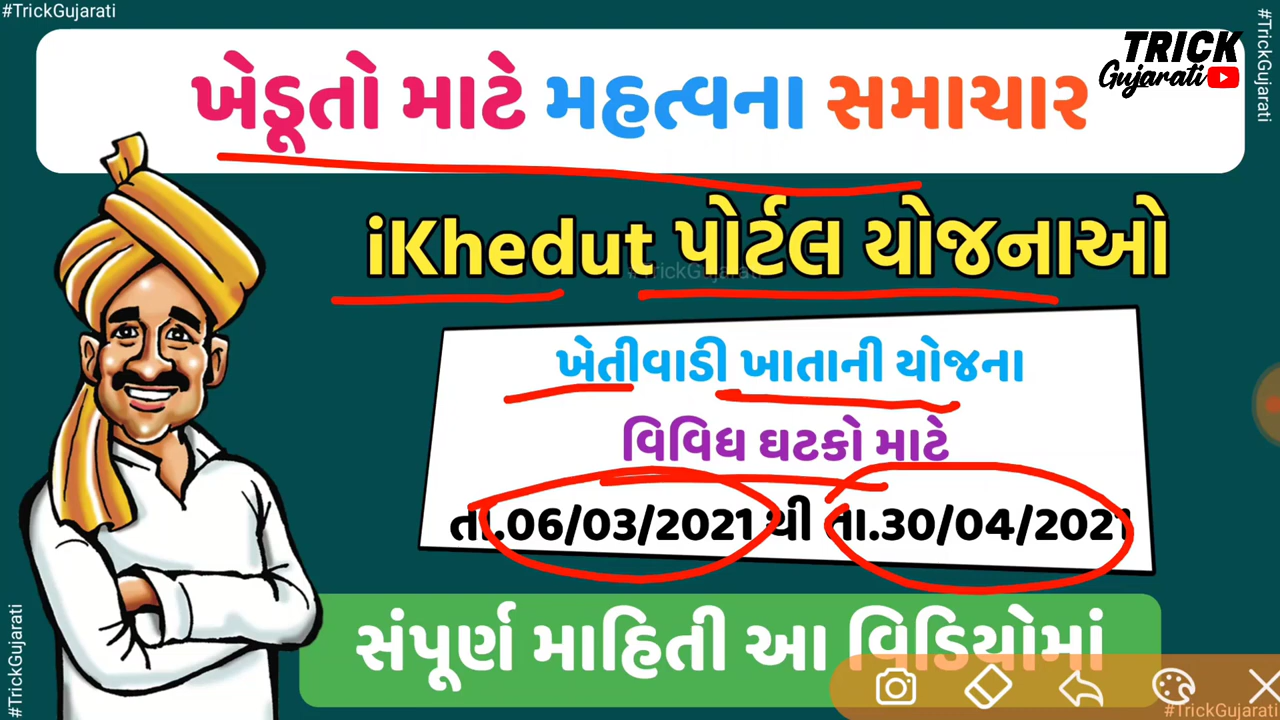 #TrickGujarati
TRICK
Gujarati
#TrickGujarati
ખેડૂતો માટે મહત્વના સમાચાર
iKhedut પોર્ટલ યોજનાઓ
#TrickGujarati
ખેતીવાડી ખાતાની યોજના
વિવિધ ઘટકો માટે
તા.06/03/2021 થી તા.30/04/2021
સંપૂર્ણ માહિતી આ વિડિયોમાં
#TrickGujarati
#TrickGujarati